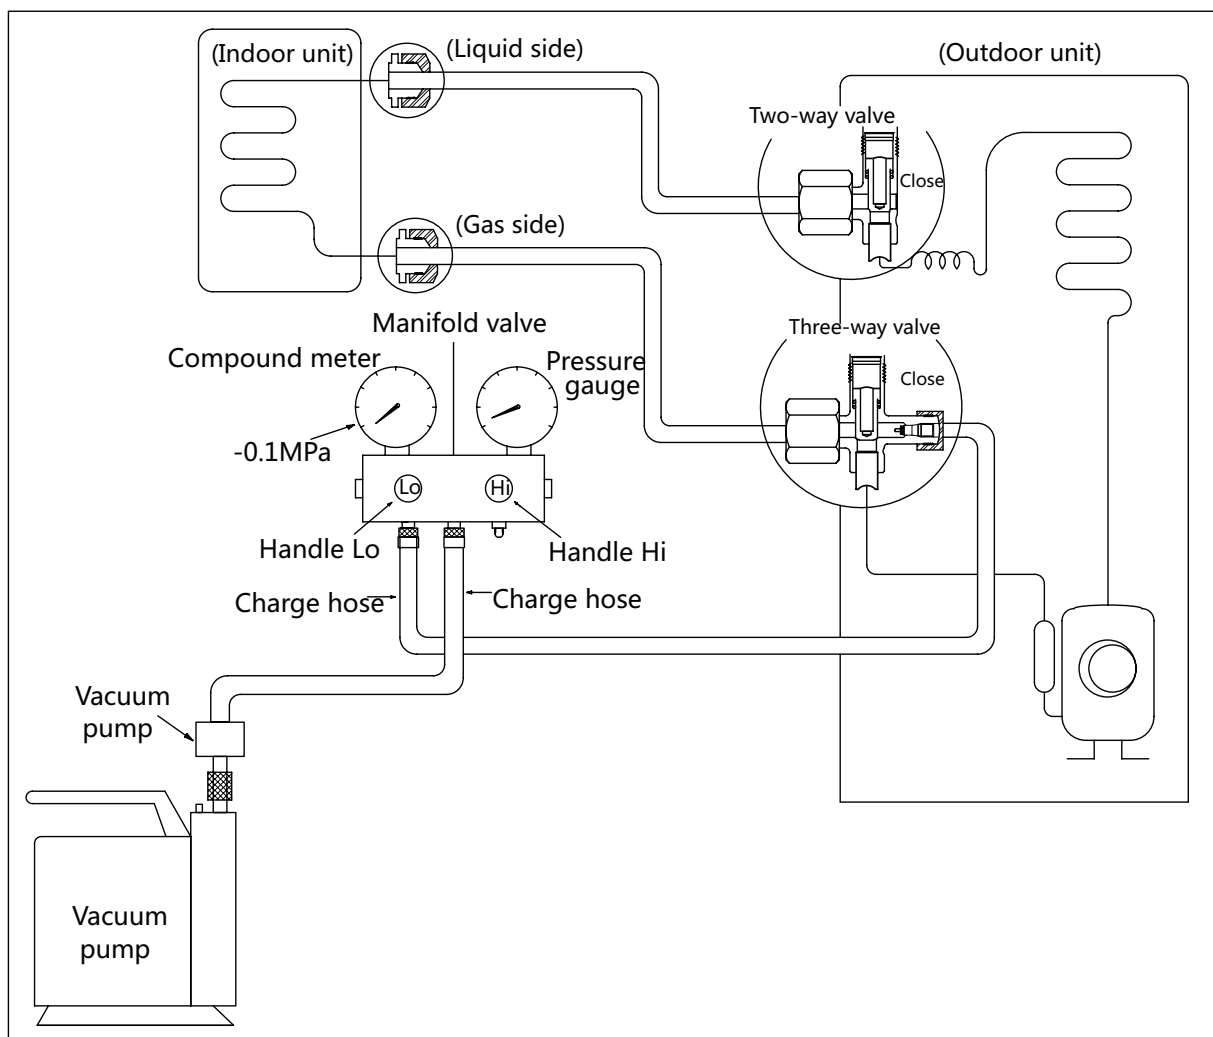 (Indoor unit)
(Liquid side)
(Outdoor unit)
Two-way valve
Close
(Gas side)
Manifold valve
Three-way valve
Compound meter
Pressure
gauge
Close
-0.1MPa
Lo
Hi
Handle Lo
Handle Hi
Charge hose
Charge hose
Vacuum
pump
Vacuum
pump